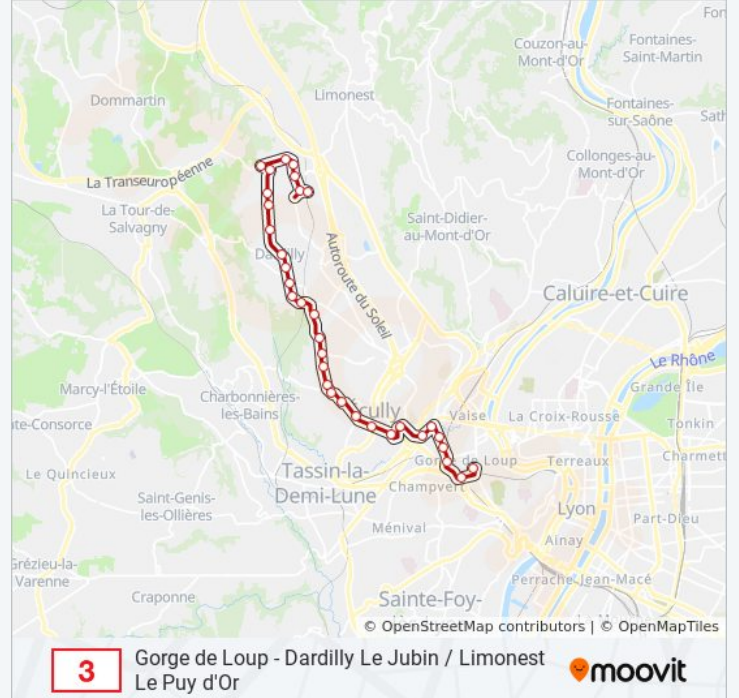 Fon
Couzon-au-
Mont-d'Or
Fontaines-
Saint-Martin
Dommartin
Limonest
Fontaines-
sur-Saône
Sath
Collonges-au-
Mont-d'Or
La Transeuropéenne
La Tour-de-
Salvagny
Saint-Didier-
au-Mont-d'Or
Autoroute du Soleil
Caluire-et-Cuire
Le Rhône
Grande Île
Marcy-l'Étoile
Charbonnières-
les-Bains
te-Consorce
Vaise
La Croix-Rousse
Tonkin
Charmett
Le Quincieux
Tassin-la-
Demi-Lune
Champvert
Terreaux
Saint-Genis-
les-Ollières
Lyon
Part-Dieu
Ménival
Ainay
Grézieu-la-
Varenne
Perrache
Jean-Macé
Craponne
Sainte-Foy-
© OpenStreetMap contributors | © OpenMapTiles
3
Gorge de Loup - Dardilly Le Jubin / Limonest
Le Puy d'Or
moovit